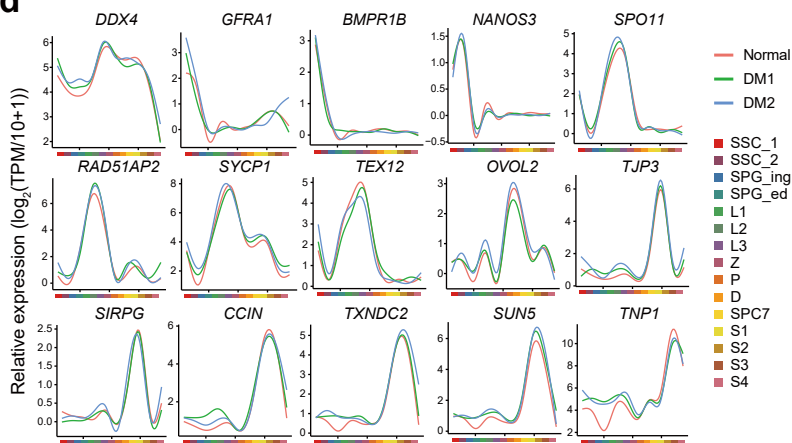 d
DDX4 GFRA1 BMPR1B NANOS3 SPO11
6 5 4 3 2
3 2 1 0
3 2 1 0
1.5 1.0 0.5 0.0 −0.5
5 4 3 2 1 0
Normal
DM1
DM2
Relative expression (log2(TPM/10+1))
RAD51AP2 SYCP1 TEX12 OVOL2 TJP3
6 4 2 0
8 6 4 2
5 4 3 2 1 0
3 2 1 0
6 4 2 0
SIRPG CCIN TXNDC2 SUN5 TNP1
2.5 2.0 1.5 1.0 0.5 0.0
6 4 2
5 4 3 2 1 0
6 4 2 0
10 8 6 4 2
SSC_1
SSC_2
SPG_ing
SPG_ed
L1
L2
L3
Z
P
D
SPC7
S1
S2
S3
S4